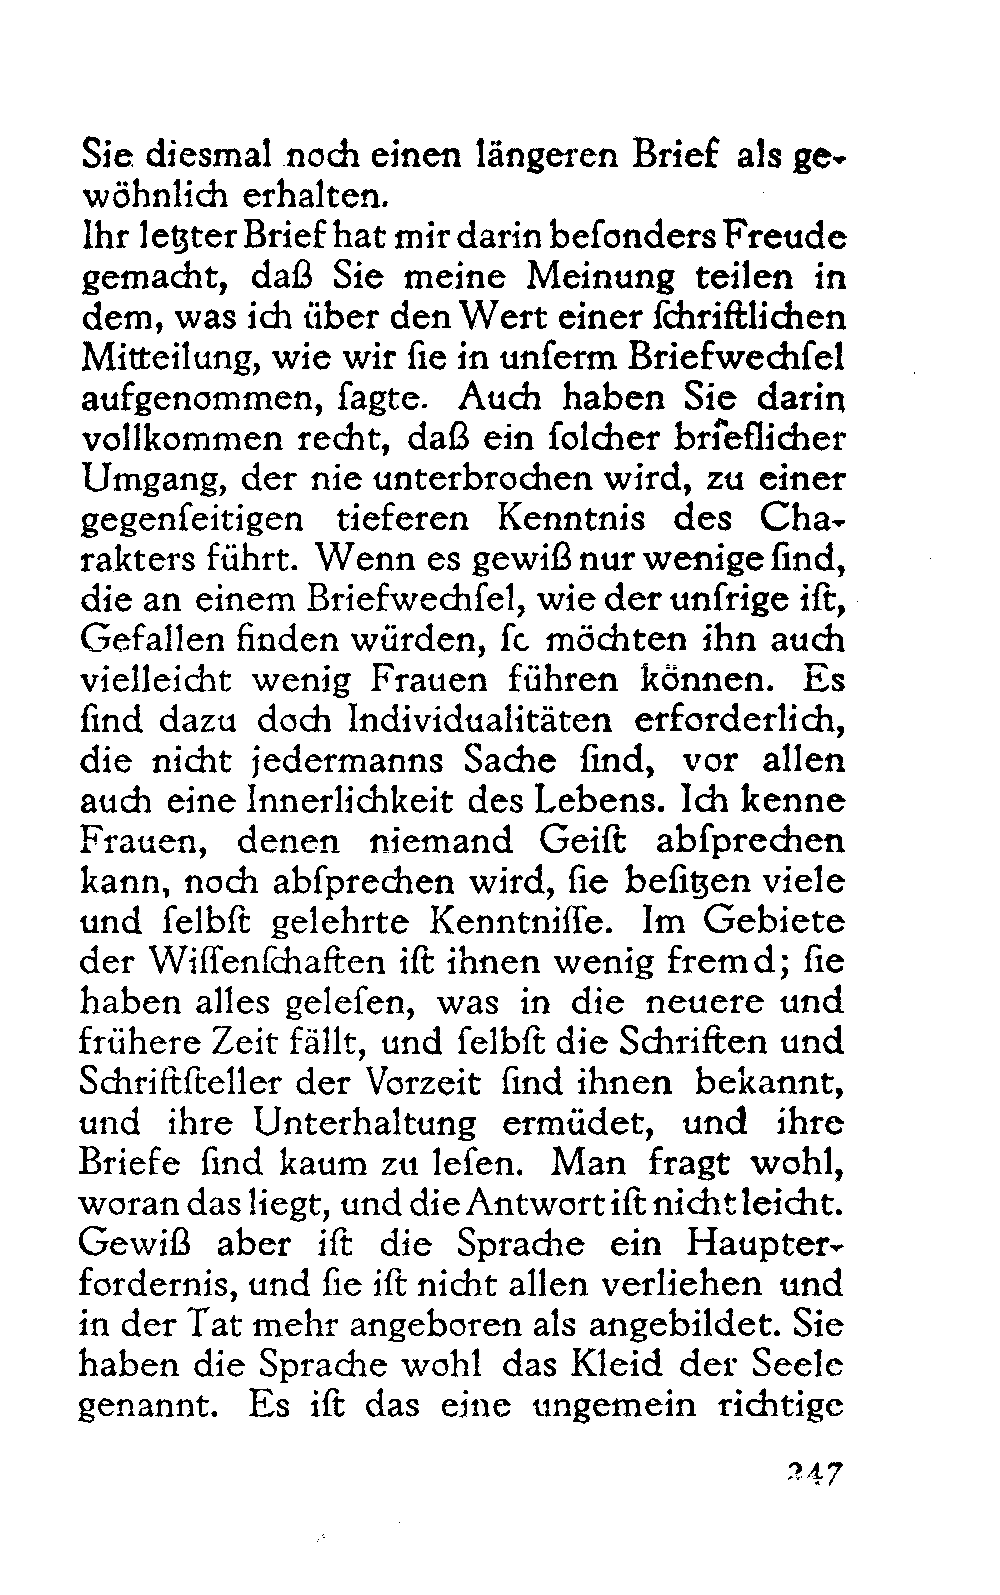 Sie diesmal noch einen längeren Brief als ge-
wöhnlich erhalten.
Ihr letzter Brief hat mir darin beſonders Freude
gemacht, daß Sie meine Meinung teilen in
dem, was ich über den Wert einer ſchriftlichen
Mitteilung, wie wir ſie in unſerm Briefwechſel
aufgenommen, ſagte. Auch haben Sie darin
vollkommen recht, daß ein ſolcher brieflicher
Umgang, der nie unterbrochen wird, zu einer
gegenſeitigen tieferen Kenntnis des Cha-
rakters führt. Wenn es gewiß nur wenige ſind,
die an einem Briefwechſel, wie der unſrige iſt,
Gefallen finden würden, ſo möchten ihn auch
vielleicht wenig Frauen führen können. Es
ſind dazu doch Individualitäten erforderlich,
die nicht jedermanns Sache ſind, vor allen
auch eine Innerlichkeit des Lebens. Ich kenne
Frauen, denen niemand Geiſt abſprechen
kann, noch abſprechen wird, ſie beſitzen viele
und ſelbſt gelehrte Kenntniſſe. Im Gebiete
der Wiſſenſchaften iſt ihnen wenig fremd; ſie
haben alles geleſen, was in die neuere und
frühere Zeit fällt, und ſelbſt die Schriften und
Schriftſteller der Vorzeit ſind ihnen bekannt,
und ihre Unterhaltung ermüdet, und ihre
Briefe ſind kaum zu leſen. Man fragt wohl,
woran das liegt, und die Antwort iſt nicht leicht.
Gewiß aber iſt die Sprache ein Haupter-
fordernis, und ſie iſt nicht allen verliehen und
in der Tat mehr angeboren als angebildet. Sie
haben die Sprache wohl das Kleid der Seele
genannt. Es iſt das eine ungemein richtige
247